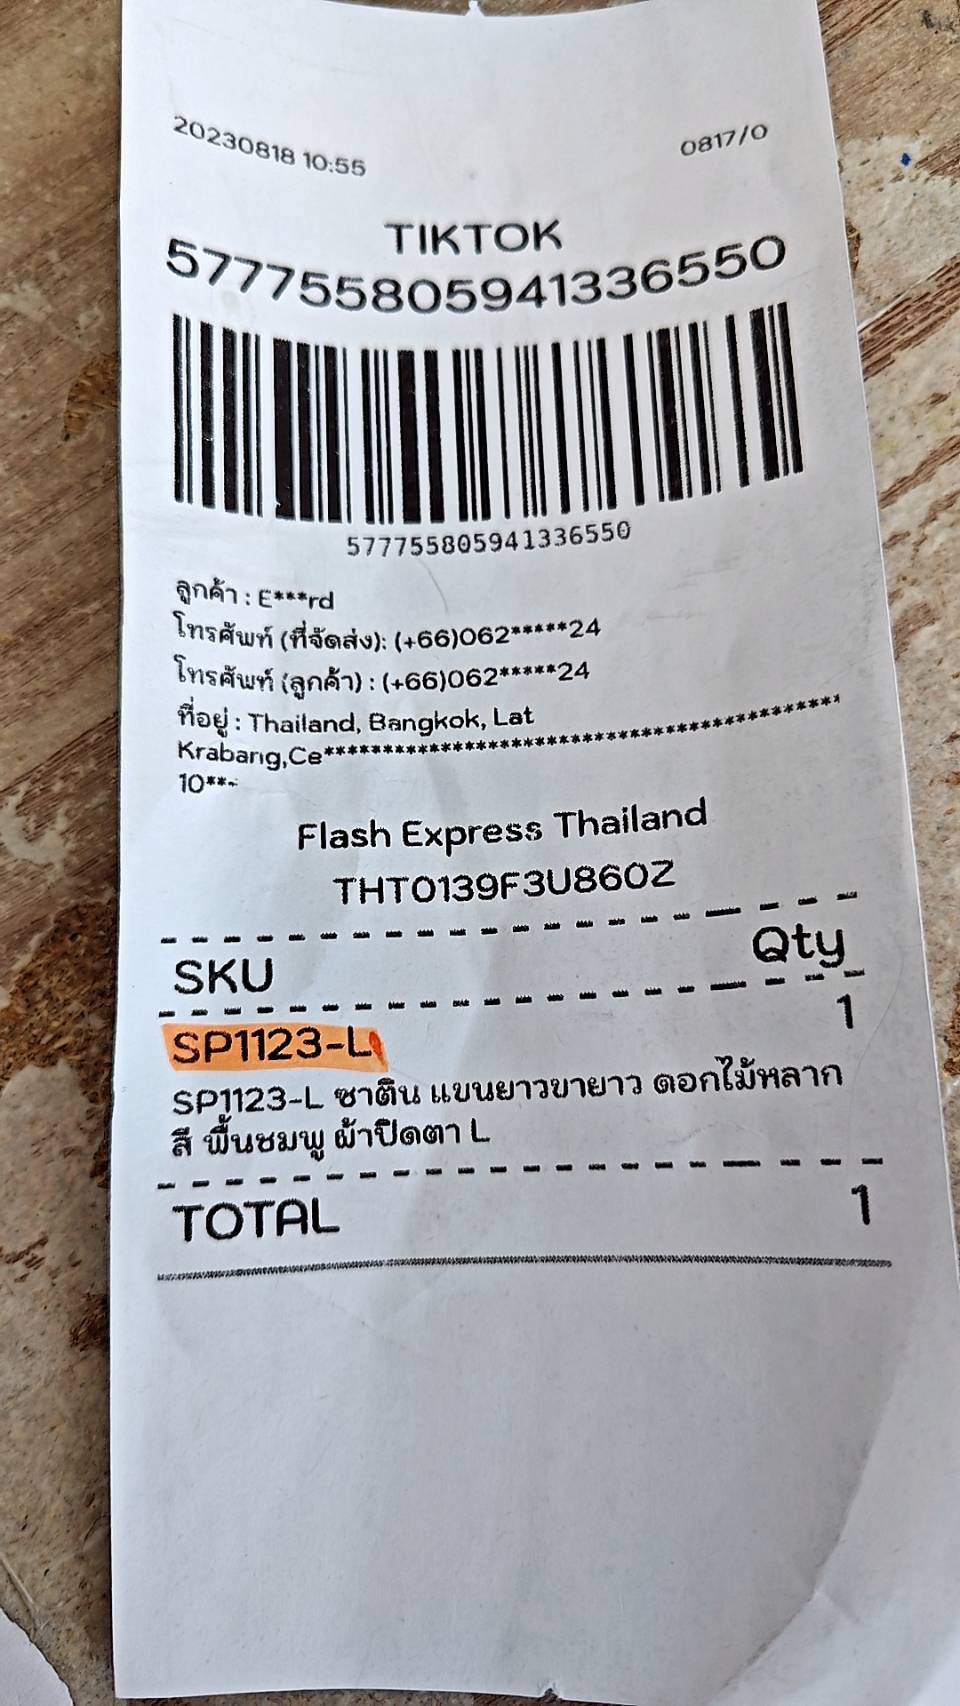 20230818 10:55
0817/0
TIKTOK
577755805941336550
577755805941336550
ลูกค้า : E***rd
โทรศัพท์ (ที่จัดส่ง): (+66)062*****24
โทรศัพท์ (ลูกค้า) : (+66)062*****24
ที่อยู่ : Thailand, Bangkok, Lat
Krabang,Ce*******************************************
10***
Flash Express Thailand
THT0139F3U860Z
SKU Qty
SP1123-L 1
SP1123-L ซาติน แขนยาวขายาว ดอกไม้หลาก
สี พื้นชมพู ผ้าปิดตา L
TOTAL 1